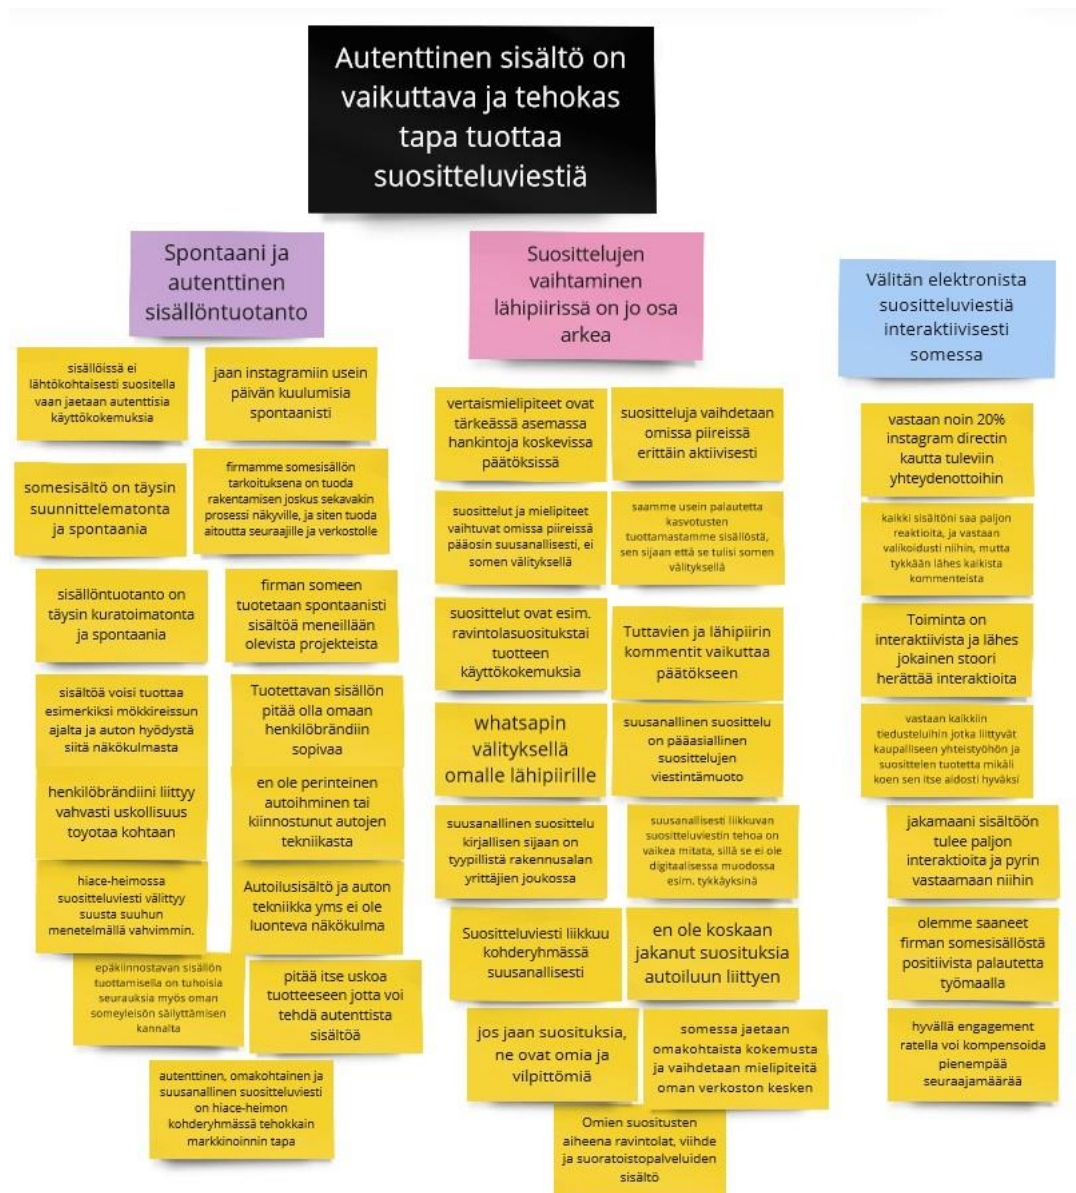 Autenttinen sisältö on
vaikuttava ja tehokas
tapa tuottaa
suositteluviestiä
Spontaani ja
autenttinen
sisällöntuotanto
sisällöissä ei
lähtökohtaisesti suositella
vaan jaetaan autenttisia
käyttökokemuksia
jaan instagramiin usein
päivän kuulumisia
spontaanisti
somesisältö on täysin
suunnittelematonta
ja spontaania
firmamme somesisällön
tarkoituksena on tuoda
rakentamisen joskus sekavakin
prosessi näkyville, ja siten tuoda
aitoutta seuraajille ja verkostolle
sisällöntuotanto on
täysin kuratoimatonta
ja spontaania
firman someen
tuotetaan spontaanisti
sisältöä meneillään
olevista projekteista
sisältöä voisi tuottaa
esimerkiksi mökkireissun
ajalta ja auton hyödystä
siitä näkökulmasta
Tuotettavan sisällön
pitää olla omaan
henkilöbrändiin
sopivaa
henkilöbrändiini liittyy
vahvasti uskollisuus
toyotaa kohtaan
en ole perinteinen
autoihminen tai
kiinnostunut autojen
tekniikasta
hiace-heimossa
suositteluviesti välittyy
suusta suuhun
menetelmällä vahvimmin.
Autoilusisältö ja auton
tekniikka yms ei ole
luonteva näkökulma
epäkiinnostavan sisällön
tuottamisella on tuhoisia
seurauksia myös oman
someyleisön säilyttämisen
kannalta
pitää itse uskoa
tuotteeseen jotta voi
tehdä autenttista
sisältöä
autenttinen, omakohtainen ja
suusanallinen suositteluviesti
on hiace-heimon
kohderyhmässä tehokkain
markkinoinnin tapa
Suosittelujen
vaihtaminen
lähipiirissä on jo osa
arkea
vertaismielipiteet ovat
tärkeässä asemassa
hankintoja koskevissa
päätöksissä
suositteluja vaihdetaan
omissa piireissä
erittäin aktiivisesti
suosittelut ja mielipiteet
vaihtuvat omissa piireissä
pääosin suusanallisesti, ei
somen välityksellä
saamme usein palautetta
kasvotusten
tuottamastamme sisällöstä,
sen sijaan että se tulisi somen
välityksellä
suosittelut ovat esim.
ravintolasuositukstai
tuotteen
käyttökokemuksia
Tuttavien ja lähipiirin
kommentit vaikuttaa
päätökseen
whatsapin
välityksellä
omalle lähipiirille
suusanallinen suosittelu
on pääasiallinen
suosittelujen
viestintämuoto
suusanallinen suosittelu
kirjallisen sijaan on
tyypillistä rakennusalan
yrittäjien joukossa
suusanallisesti liikkuvan
suositteluviestin tehoa on
vaikea mitata, sillä se ei ole
digitaalisessa muodossa
esim. tykkäyksinä
Suositteluviesti liikkuu
kohderyhmässä
suusanallisesti
en ole koskaan
jakanut suosituksia
autoiluun liittyen
jos jaan suosituksia,
ne ovat omia ja
vilpittömiä
somessa jaetaan
omakohtaista kokemusta
ja vaihdetaan mielipiteitä
oman verkoston kesken
Omien suositusten
aiheena ravintolat, viihde
ja suoratoistopalveluiden
sisältö
Välitän elektronista
suositteluviestiä
interaktiivisesti
somessa
vastaan noin 20%
instagram directin
kautta tuleviin
yhteydenottoihin
kaikki sisältöni saa paljon
reaktioita, ja vastaan
valikoidusti niihin, mutta
tykkään lähes kaikista
kommenteista
Toiminta on
interaktiivista ja lähes
jokainen stoori
herättää interaktioita
vastaan kaikkiin
tiedusteluihin jotka liittyvät
kaupalliseen yhteistyöhön ja
suosittelen tuotetta mikäli
koen sen itse aidosti hyväksi
jakamaani sisältöön
tulee paljon
interaktioita ja pyrin
vastaamaan niihin
olemme saaneet
firman somesisällöstä
positiivista palautetta
työmaalla
hyvällä engagement
ratella voi kompensoida
pienempää
seuraajamäärää